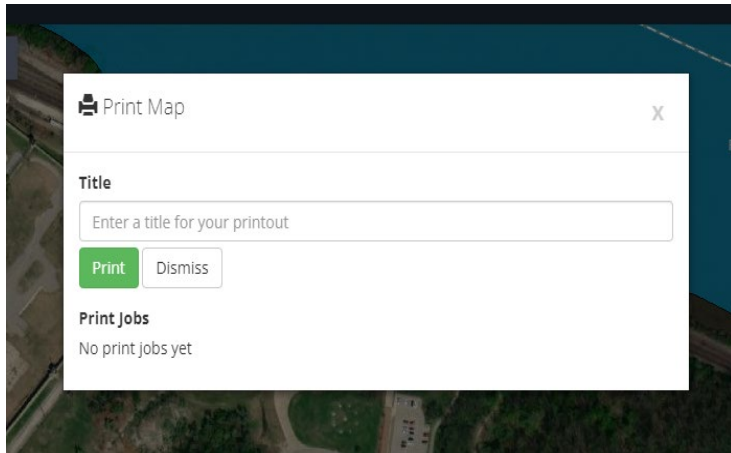 Print Map
X
Title
Enter a title for your printout
Print Dismiss
Print Jobs
No print jobs yet